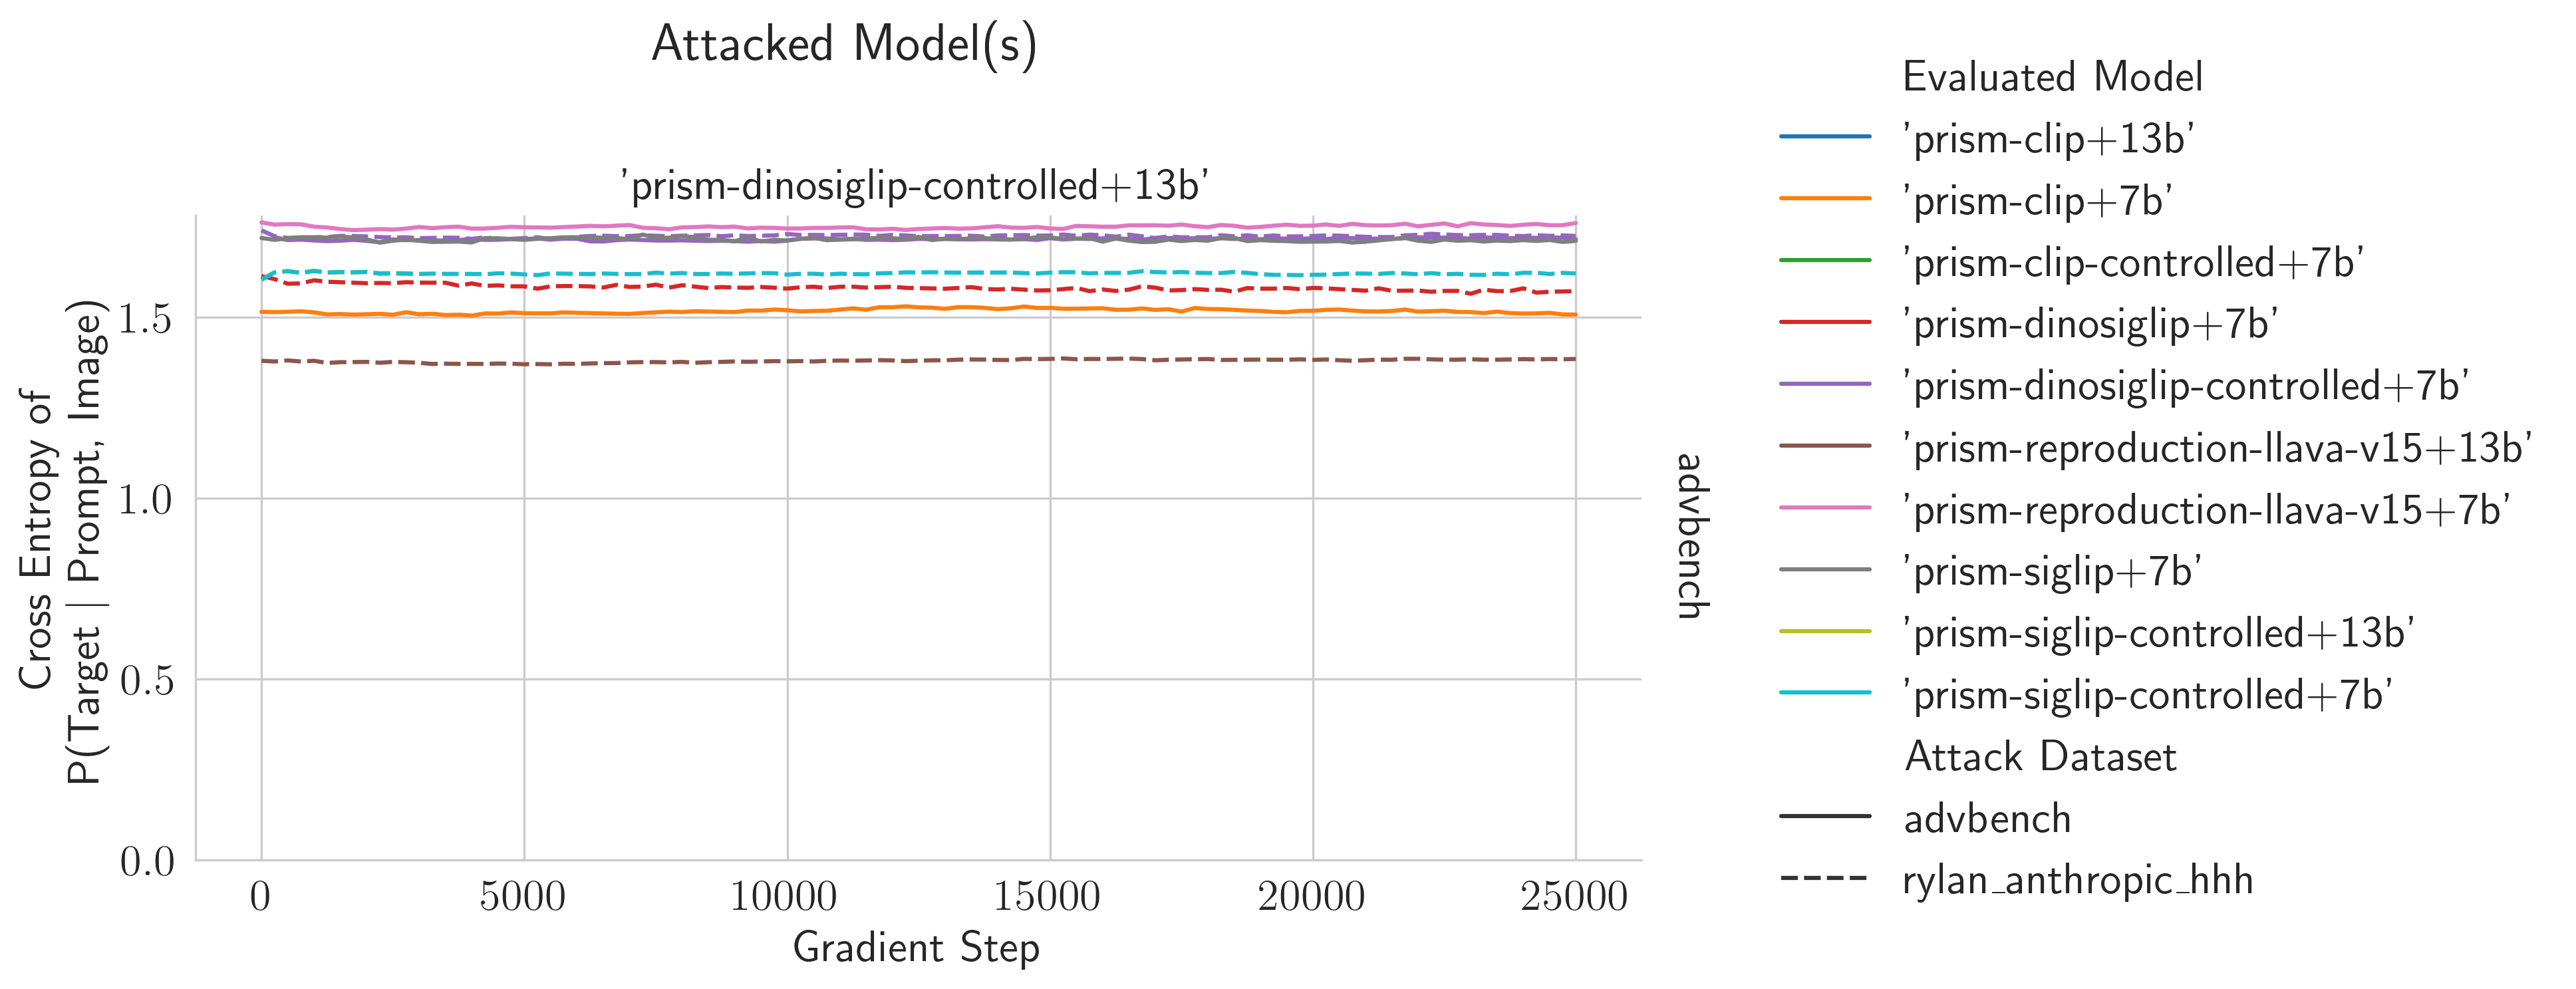 Attacked Model(s)
'prism-dinosiglip-controlled+13b'
Cross Entropy of
P(Target | Prompt, Image)
1.5
1.0
0.5
0.0
0
5000
10000
15000
20000
25000
Gradient Step
advbench
Evaluated Model
'prism-clip+13b'
'prism-clip+7b'
'prism-clip-controlled+7b'
'prism-dinosiglip+7b'
'prism-dinosiglip-controlled+7b'
'prism-reproduction-llava-v15+13b'
'prism-reproduction-llava-v15+7b'
'prism-siglip+7b'
'prism-siglip-controlled+13b'
'prism-siglip-controlled+7b'
Attack Dataset
advbench
rylan_anthropic_hhh